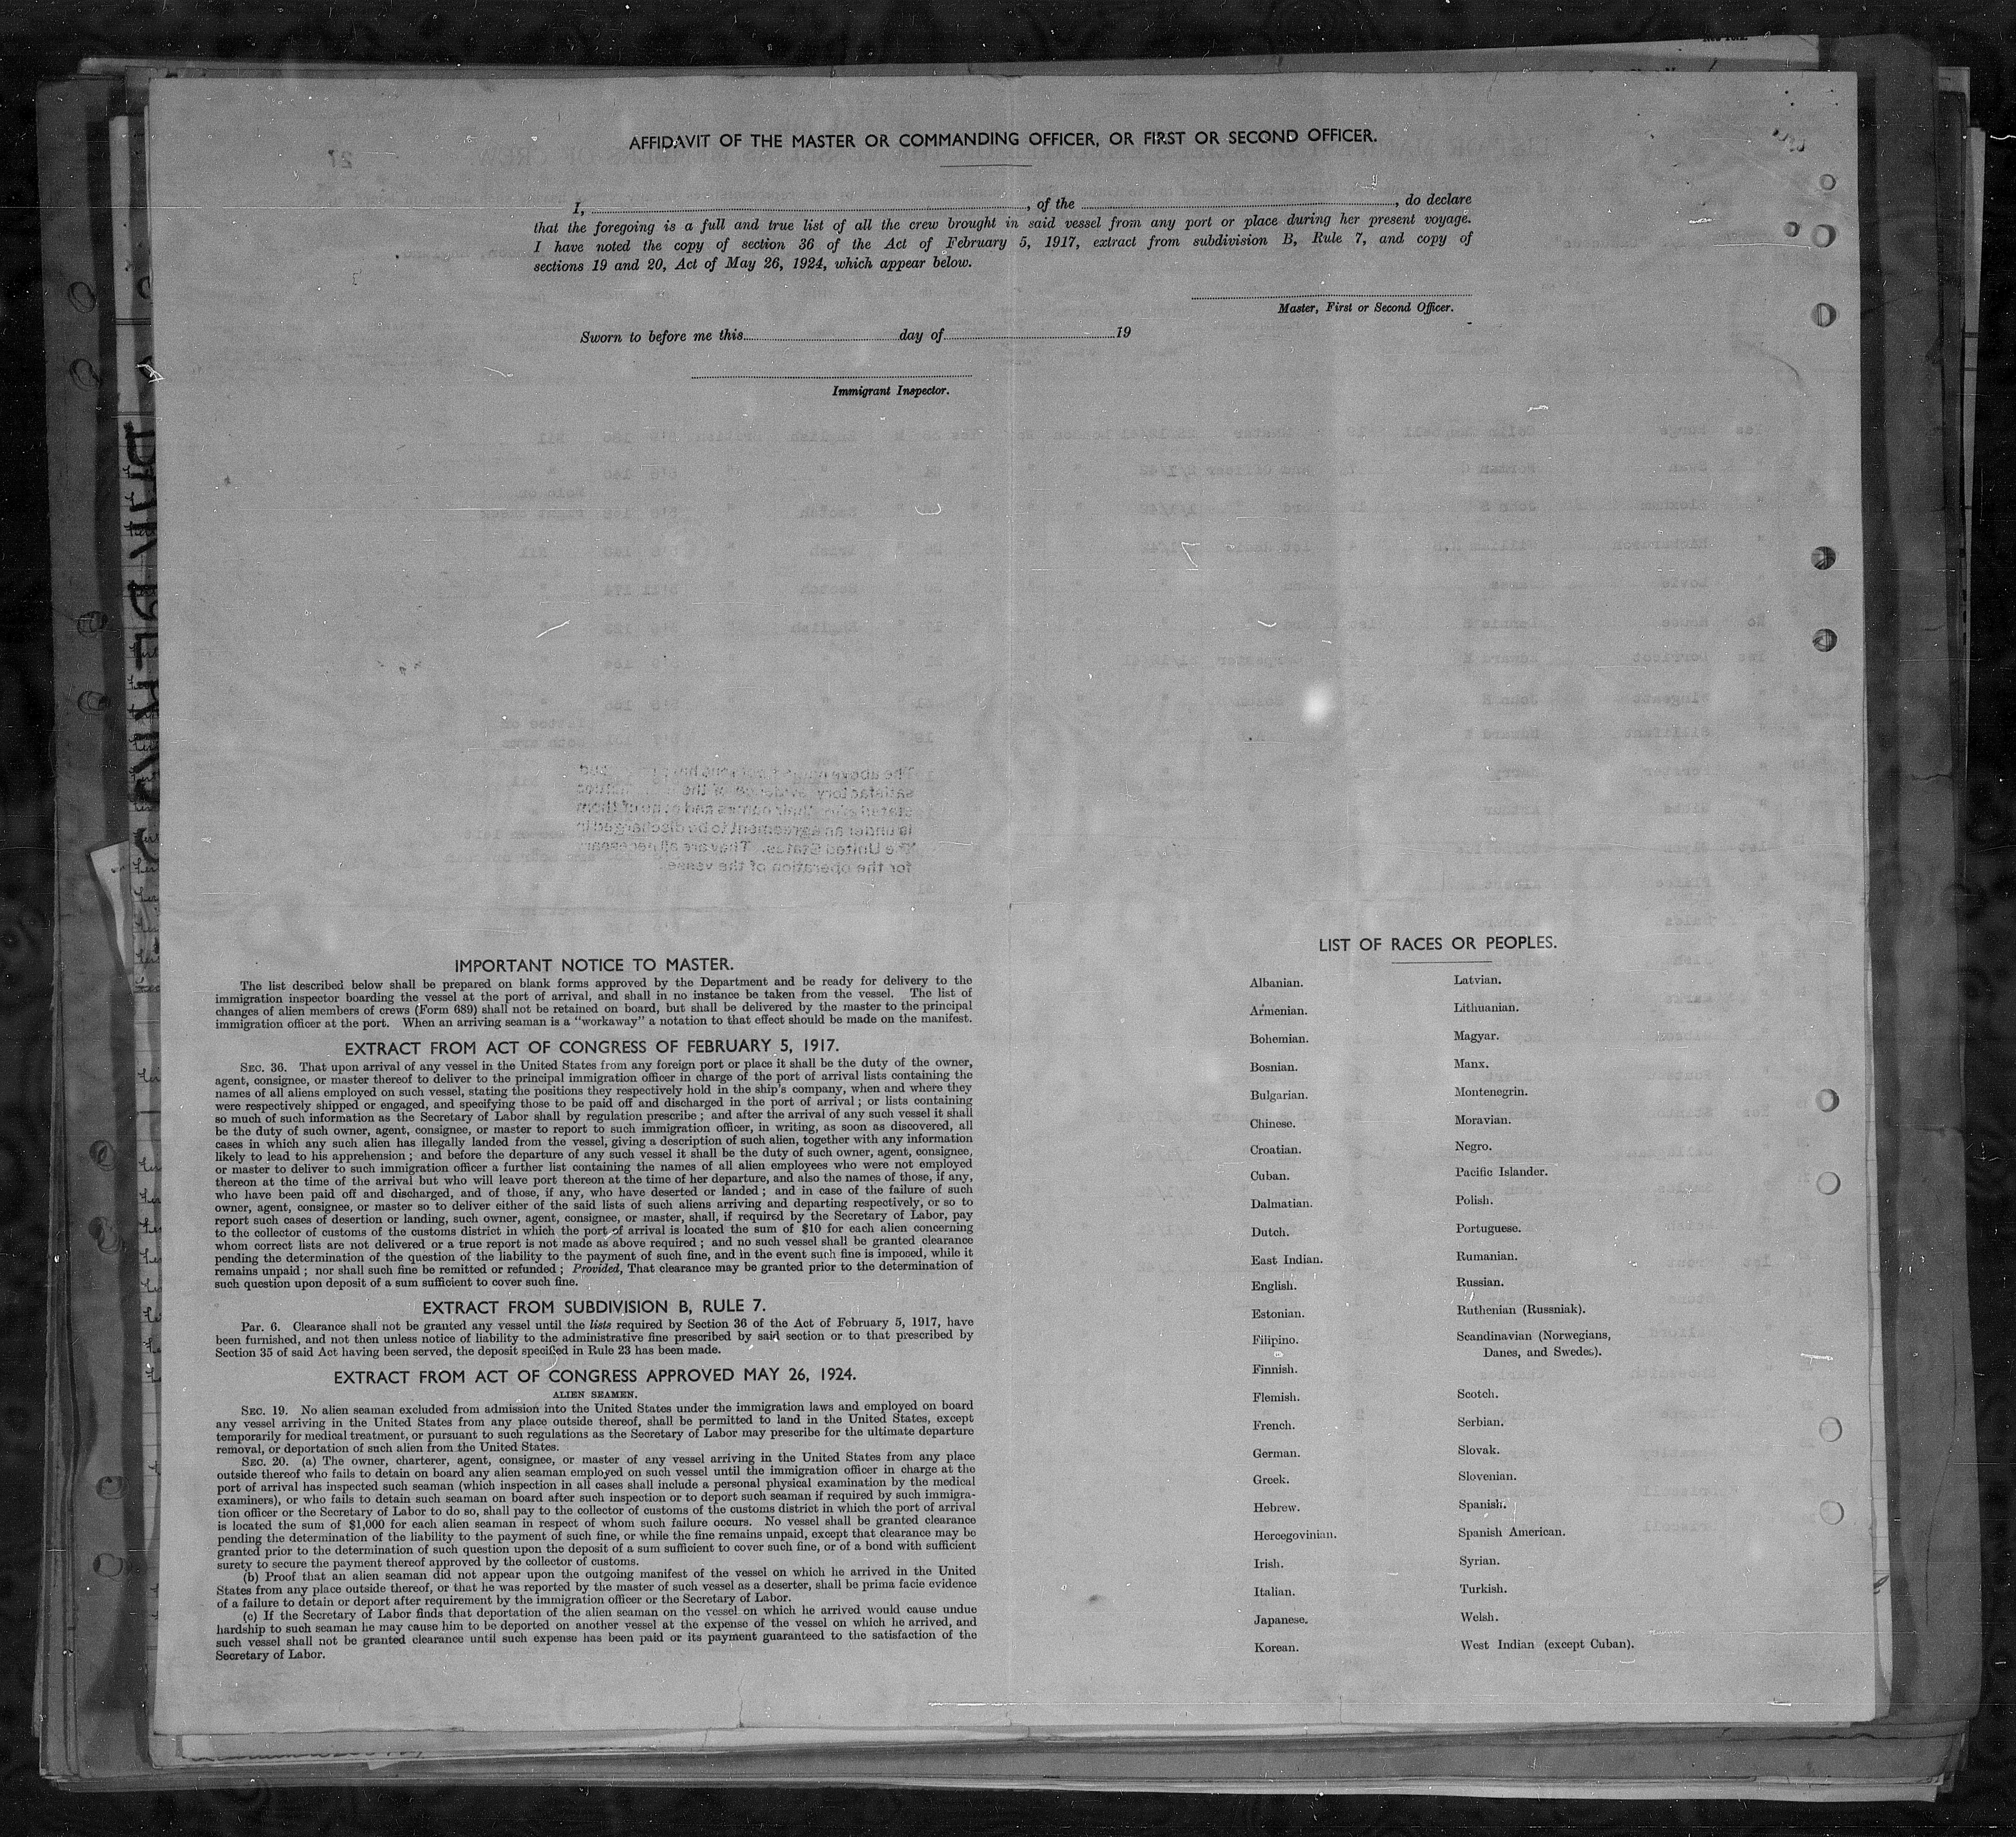 AFFIDAVIT OF THE MASTER OR COMMANDING OFFICER, OR FIRST OR SECOND OFFICER.
I, , of the , do declare
that the foregoing is a full and true list of all the crew brought in said vessel from any port or place during her present voyage.
I have noted the copy of section 36 of the Act of February 5, 1917, extract from subdivision B, Rule 7, and copy of
sections 19 and 20, Act of May 26, 1924, which appear below.
Master, First or Second Officer.
Sworn to before me this day of 19
Immigrant Inspector.
IMPORTANT NOTICE TO MASTER.
The list described below shall be prepared on blank forms approved by the Department and be ready for delivery to the
immigration inspector boarding the vessel at the port of arrival, and shall in no instance be taken from the vessel. The list of
changes of alien members of crews (Form 689) shall not be retained on board, but shall be delivered by the master to the principal
immigration officer at the port. When an arriving seaman is a "workaway" a notation to that effect should be made on the manifest.
EXTRACT FROM ACT OF CONGRESS OF FEBRUARY 5, 1917.
SEC. 36. That upon arrival of any vessel in the United States from any foreign port or place it shall be the duty of the owner,
agent, consignee, or master thereof to deliver to the principal immigration officer in charge of the port of arrival lists containing the
names of all aliens employed on such vessel, stating the positions they respectively hold in the ship's company, when and where they
were respectively shipped or engaged, and specifying those to be paid off and discharged in the port of arrival; or lists containing
so much of such information as the Secretary of Labor shall by regulation prescribe; and after the arrival of any such vessel it shall
be the duty of such owner, agent, consignee, or master to report to such immigration officer, in writing, as soon as discovered, all
cases in which any such alien has illegally landed from the vessel, giving a description of such alien, together with any information
likely to lead to his apprehension; and before the departure of any such vessel it shall be the duty of such owner, agent, consignee,
or master to deliver to such immigration officer a further list containing the names of all alien employees who were not employed
thereon at the time of the arrival but who will leave port thereon at the time of her departure, and also the names of those, if any,
who have been paid off and discharged, and of those, if any, who have deserted or landed; and in case of the failure of such
owner, agent, consignee, or master so to deliver either of the said lists of such aliens arriving and departing respectively, or so to
report such cases of desertion or landing, such owner, agent, consignee, or master, shall, if required by the Secretary of Labor, pay
to the collector of customs of the customs district in which the port of arrival is located the sum of $10 for each alien concerning
whom correct lists are not delivered or a true report is not made as above required; and no such vessel shall be granted clearance
pending the determination of the question of the liability to the payment of such fine, and in the event such fine is imposed, while it
remains unpaid; nor shall such fine be remitted or refunded; Provided, That clearance may be granted prior to the determination of
such question upon deposit of a sum sufficient to cover such fine.
EXTRACT FROM SUBDIVISION B, RULE 7.
Par. 6. Clearance shall not be granted any vessel until the lists required by Section 36 of the Act of February 5, 1917, have
been furnished, and not then unless notice of liability to the administrative fine prescribed by said section or to that prescribed by
Section 35 of said Act having been served, the deposit specified in Rule 23 has been made.
EXTRACT FROM ACT OF CONGRESS APPROVED MAY 26, 1924.
ALIEN SEAMEN.
SEC. 19. No alien seaman excluded from admission into the United States under the immigration laws and employed on board
any vessel arriving in the United States from any place outside thereof, shall be permitted to land in the United States, except
temporarily for medical treatment, or pursuant to such regulations as the Secretary of Labor may prescribe for the ultimate departure
removal, or deportation of such alien from the United States.
SEC. 20. (a) The owner, charterer, agent, consignee, or master of any vessel arriving in the United States from any place
outside thereof who fails to detain on board any alien seaman employed on such vessel until the immigration officer in charge at the
port of arrival has inspected such seaman (which inspection in all cases shall include a personal physical examination by the medical
examiners), or who fails to detain such seaman on board after such inspection or to deport such seaman if required by such immigra-
tion officer or the Secretary of Labor to do so, shall pay to the collector of customs of the customs district in which the port of arrival
is located the sum of $1,000 for each alien seaman in respect of whom such failure occurs. No vessel shall be granted clearance
pending the determination of the liability to the payment of such fine, or while the fine remains unpaid, except that clearance may be
granted prior to the determination of such question upon the deposit of a sum sufficient to cover such fine, or of a bond with sufficient
surety to secure the payment thereof approved by the collector of customs.
(b) Proof that an alien seaman did not appear upon the outgoing manifest of the vessel on which he arrived in the United
States from any place outside thereof, or that he was reported by the master of such vessel as a deserter, shall be prima facie evidence
of a failure to detain or deport after requirement by the immigration officer or the Secretary of Labor.
(c) If the Secretary of Labor finds that deportation of the alien seaman on the vessel on which he arrived would cause undue
hardship to such seaman he may cause him to be deported on another vessel at the expense of the vessel on which he arrived, and
such vessel shall not be granted clearance until such expense has been paid or its payment guaranteed to the satisfaction of the
Secretary of Labor.
LIST OF RACES OR PEOPLES.
Albanian.
Armenian.
Bohemian.
Bosnian.
Bulgarian.
Chinese.
Croatian.
Cuban.
Dalmatian.
Dutch.
East Indian.
English.
Estonian.
Filipino.
Finnish.
Flemish.
French.
German.
Greek.
Hebrew.
Hercegovinian.
Irish.
Italian.
Japanese.
Korean.
Latvian.
Lithuanian.
Magyar.
Manx.
Montenegrin.
Moravian.
Negro.
Pacific Islander.
Polish.
Portuguese.
Rumanian.
Russian.
Ruthenian (Russniak).
Scandinavian (Norwegians,
Danes, and Swedes).
Scotch.
Serbian.
Slovak.
Slovenian.
Spanish.
Spanish American.
Syrian.
Turkish.
Welsh.
West Indian (except Cuban).